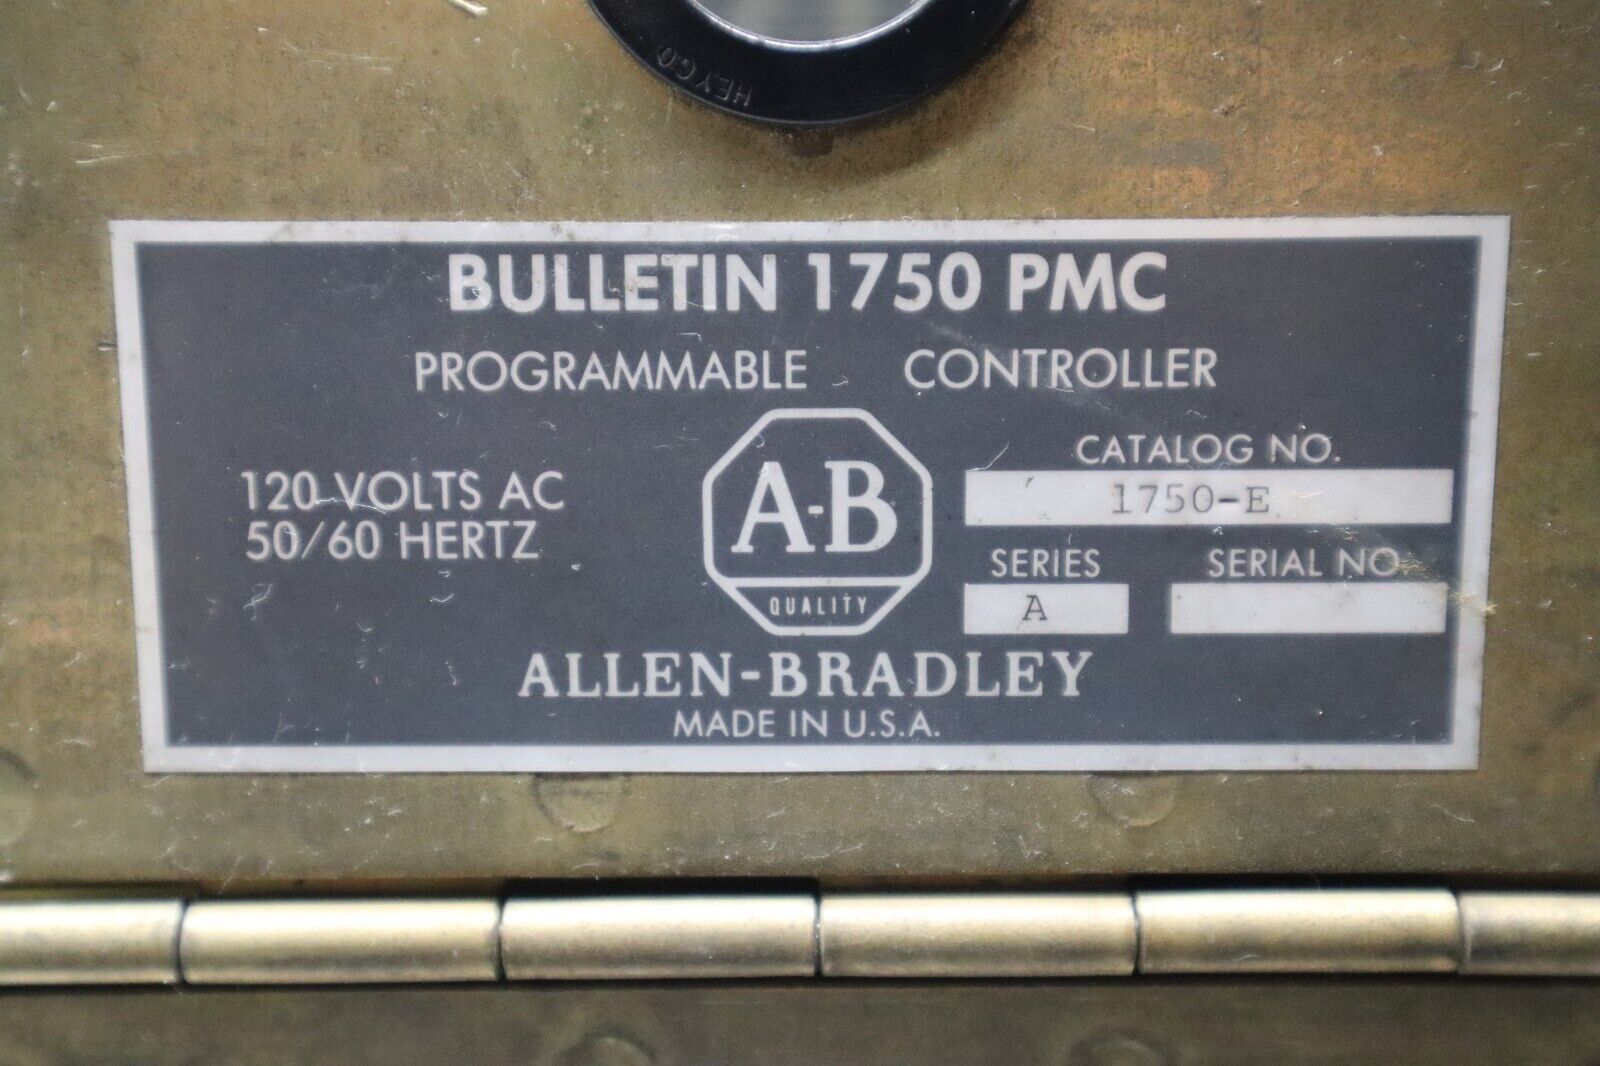 HEYCO
BULLETIN 1750 PMC
PROGRAMMABLE CONTROLLER
120 VOLTS AC
50/60 HERTZ
A-B
QUALITY
CATALOG NO.
1750-E
SERIES
SERIAL NO.
A
ALLEN-BRADLEY
MADE IN U.S.A.